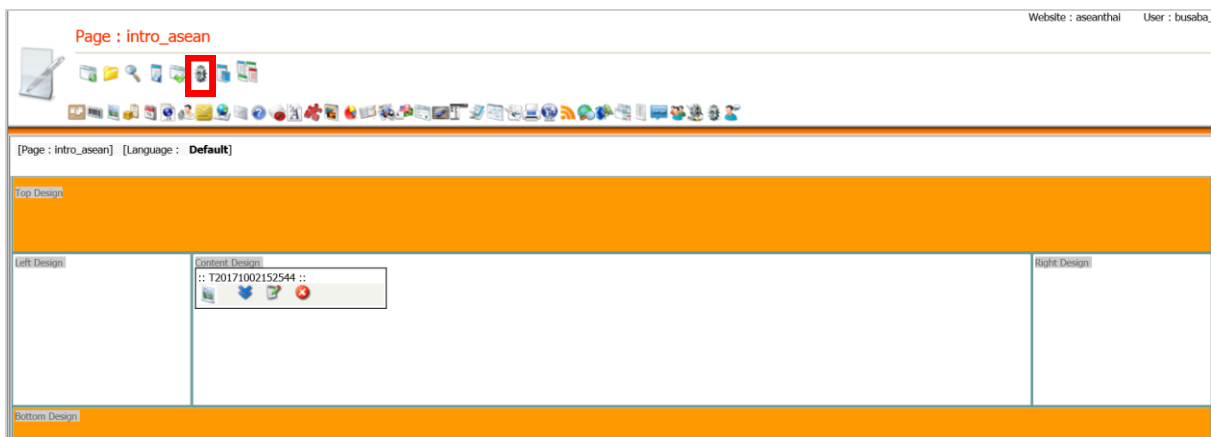 Website : aseanthai User : busaba_
Page : intro_asean
[Page : intro_asean] [Language : Default]
Top Design
Left Design
Content Design
Right Design
:: T20171002152544 ::
Bottom Design